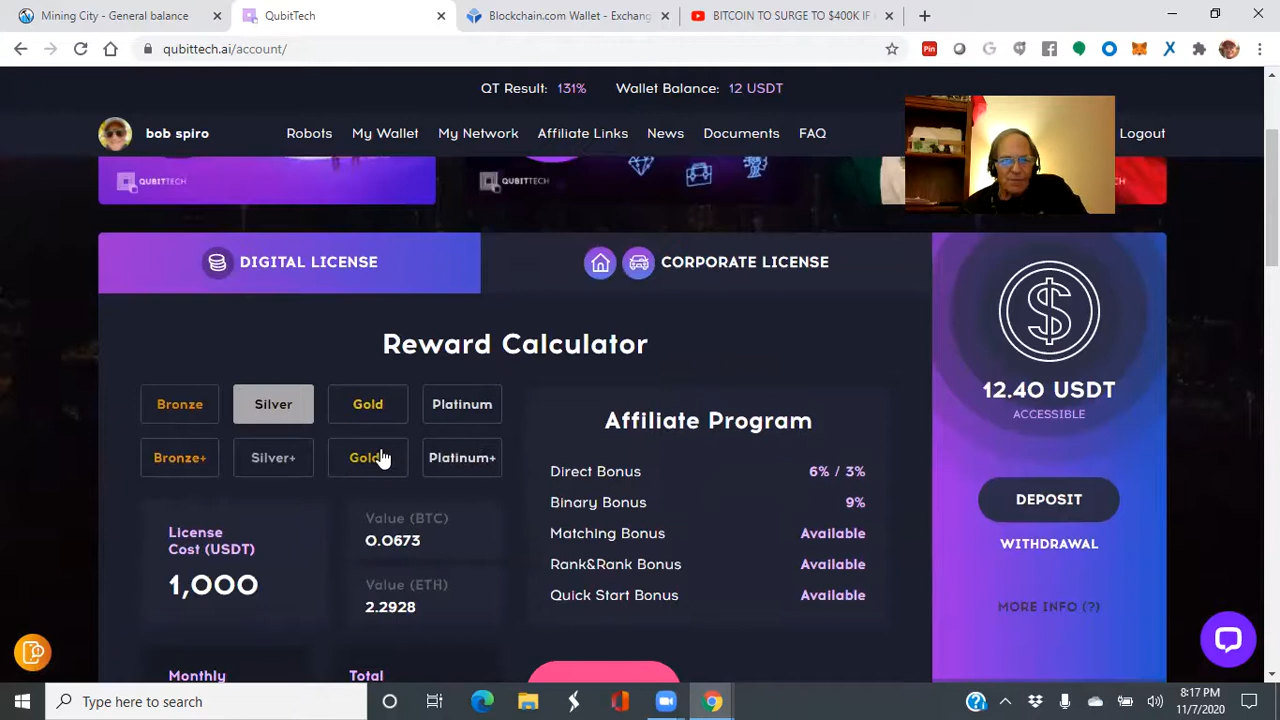 Mining City - General balance
QubitTech
Blockchain.com Wallet - Exchang
BITCOIN TO SURGE TO $400K IF
qubittech.ai/account/
QT Result: 131% Wallet Balance: 12 USDT
bob spiro
Robots My Wallet My Network Affiliate Links News Documents FAQ Logout
QUBITTECH
QUBITTECH
DIGITAL LICENSE
CORPORATE LICENSE
Reward Calculator
Bronze Silver Gold Platinum
Bronze+ Silver+ Gold Platinum+
License
Cost (USDT)
1,000
Value (BTC)
0.0673
Value (ETH)
2.2928
Monthly
Total
Affiliate Program
Direct Bonus 6% / 3%
Binary Bonus 9%
Matching Bonus Available
Rank&Rank Bonus Available
Quick Start Bonus Available
12.40 USDT
ACCESSIBLE
DEPOSIT
WITHDRAWAL
MORE INFO (?)
Type here to search
8:17 PM
11/7/2020